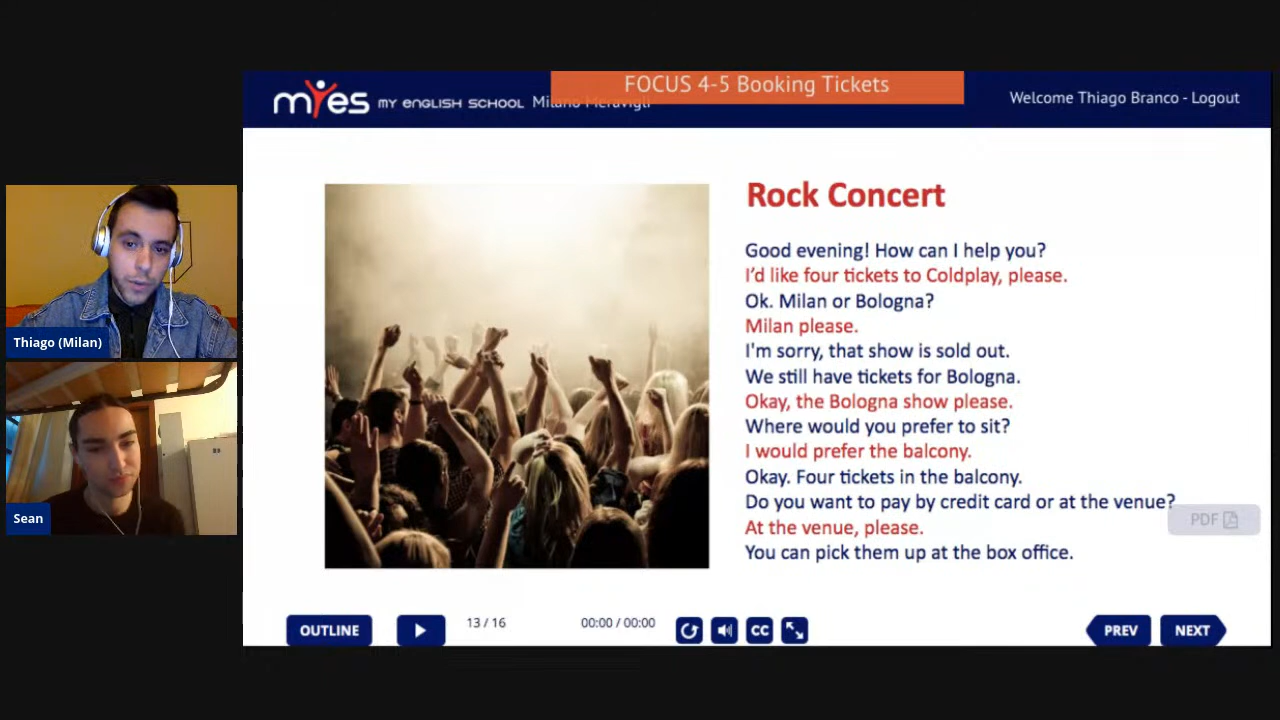 FOCUS 4-5 Booking Tickets
myes MY ENGLISH SCHOOL Milano Meravigli
Welcome Thiago Branco - Logout
Rock Concert
Good evening! How can I help you?
I'd like four tickets to Coldplay, please.
Ok. Milan or Bologna?
Milan please.
I'm sorry, that show is sold out.
We still have tickets for Bologna.
Okay, the Bologna show please.
Where would you prefer to sit?
I would prefer the balcony.
Okay. Four tickets in the balcony.
Do you want to pay by credit card or at the venue?
At the venue, please.
You can pick them up at the box office.
PDF
Thiago (Milan)
Sean
OUTLINE
13 / 16
00:00 / 00:00
CC
PREV
NEXT